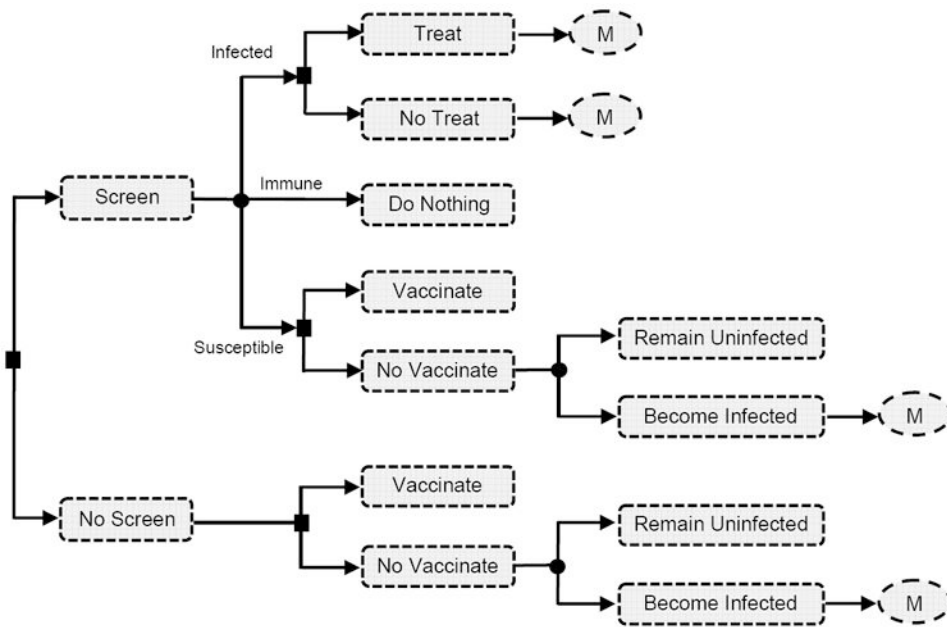 Treat
M
Infected
No Treat
M
Screen
Immune
Do Nothing
Vaccinate
Susceptible
Remain Uninfected
No Vaccinate
Become Infected
M
Vaccinate
No Screen
Remain Uninfected
No Vaccinate
Become Infected
M